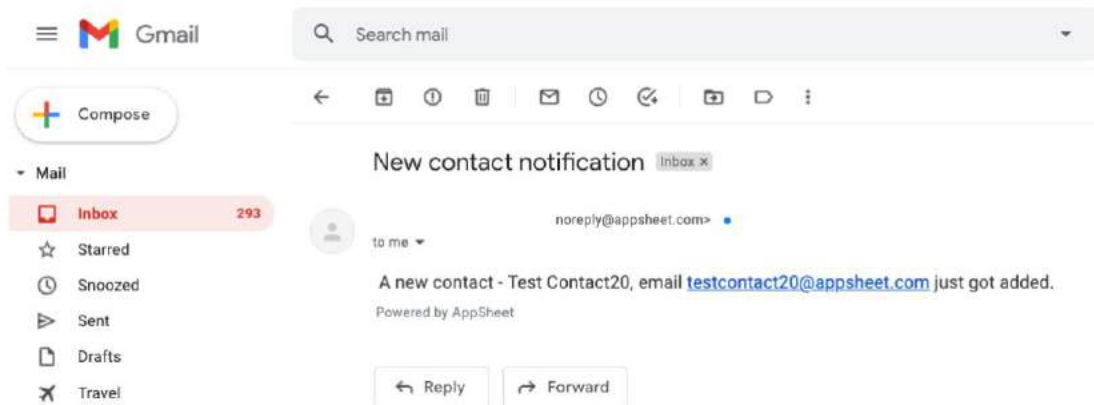 Gmail
Search mail
Compose
Mail
New contact notification Inbox x
Inbox 293
noreply@appsheet.com>
to me
Starred
A new contact - Test Contact20, email testcontact20@appsheet.com just got added.
Snoozed
Powered by AppSheet
Sent
Drafts
Travel
Reply
Forward